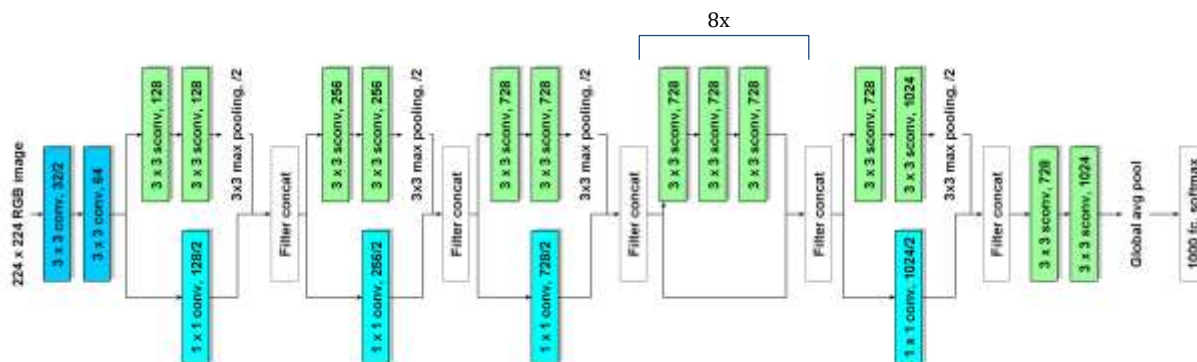 8x
224 x 224 RGB image
3 x 3 conv, 32/2
3 x 3 conv, 64
3 x 3 sconv, 128
3 x 3 sconv, 128
3x3 max pooling, /2
1 x 1 conv, 128/2
Filter concat
3 x 3 sconv, 256
3 x 3 sconv, 256
3x3 max pooling, /2
1 x 1 conv, 256/2
Filter concat
3 x 3 sconv, 728
3 x 3 sconv, 728
3x3 max pooling, /2
1 x 1 conv, 728/2
Filter concat
3 x 3 sconv, 728
3 x 3 sconv, 728
3 x 3 sconv, 728
Filter concat
3 x 3 sconv, 728
3 x 3 sconv, 1024
3x3 max pooling, /2
1 x 1 conv, 1024/2
Filter concat
3 x 3 sconv, 728
3 x 3 sconv, 1024
Global avg pool
1000 fc, softmax